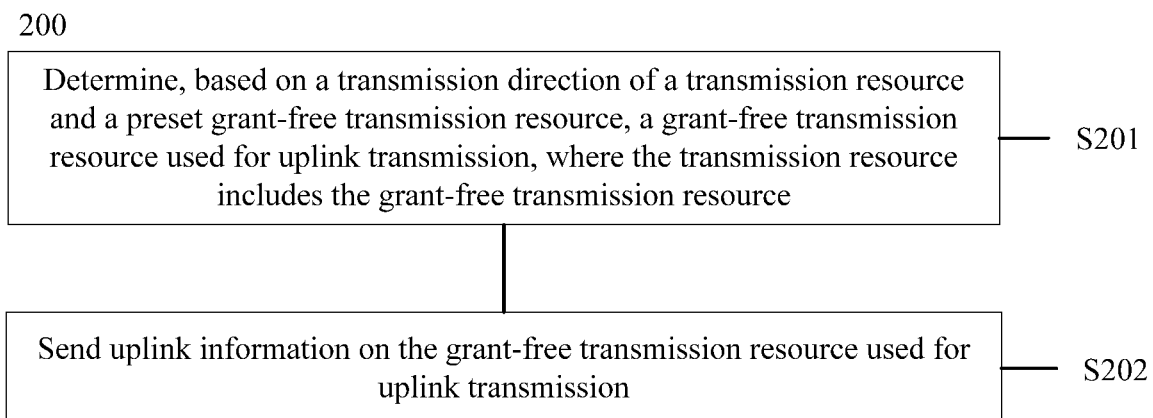 200
Determine, based on a transmission direction of a transmission resource
and a preset grant-free transmission resource, a grant-free transmission
resource used for uplink transmission, where the transmission resource
includes the grant-free transmission resource
S201
Send uplink information on the grant-free transmission resource used for
uplink transmission
S202